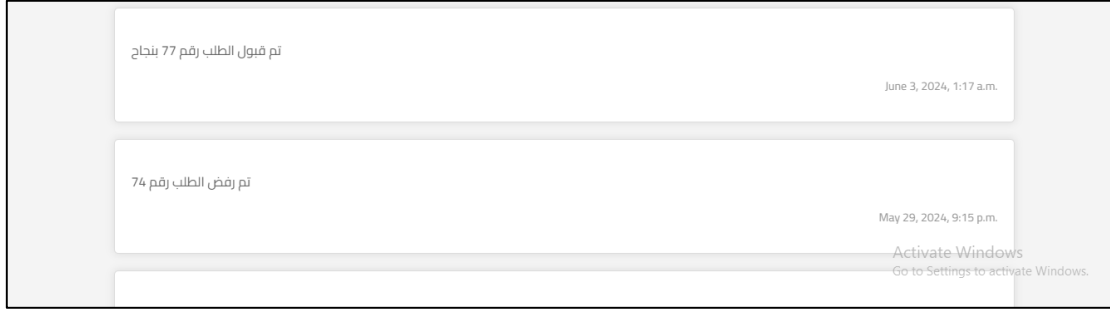 تم قبول الطلب رقم 77 بنجاح
June 3, 2024, 1:17 a.m.
تم رفض الطلب رقم 74
May 29, 2024, 9:15 p.m.
Activate Windows
Go to Settings to activate Windows.